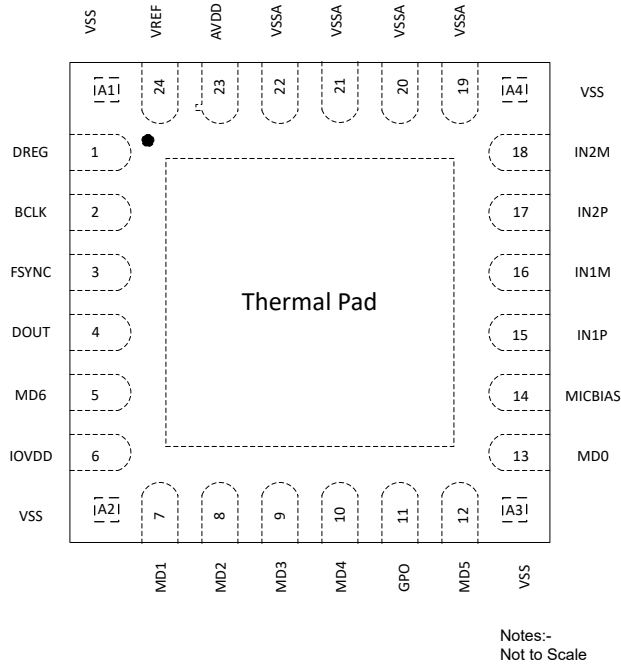 VSS
VREF
AVDD
VSSA
VSSA
VSSA
VSSA
A1
24
23
22
21
20
19
A4
VSS
DREG
1
18
IN2M
BCLK
2
17
IN2P
FSYNC
3
16
IN1M
Thermal Pad
DOUT
4
15
IN1P
MD6
5
14
MICBIAS
IOVDD
6
13
MD0
VSS
A2
7
8
9
10
11
12
A3
MD1
MD2
MD3
MD4
GPO
MD5
VSS
Notes:-
Not to Scale